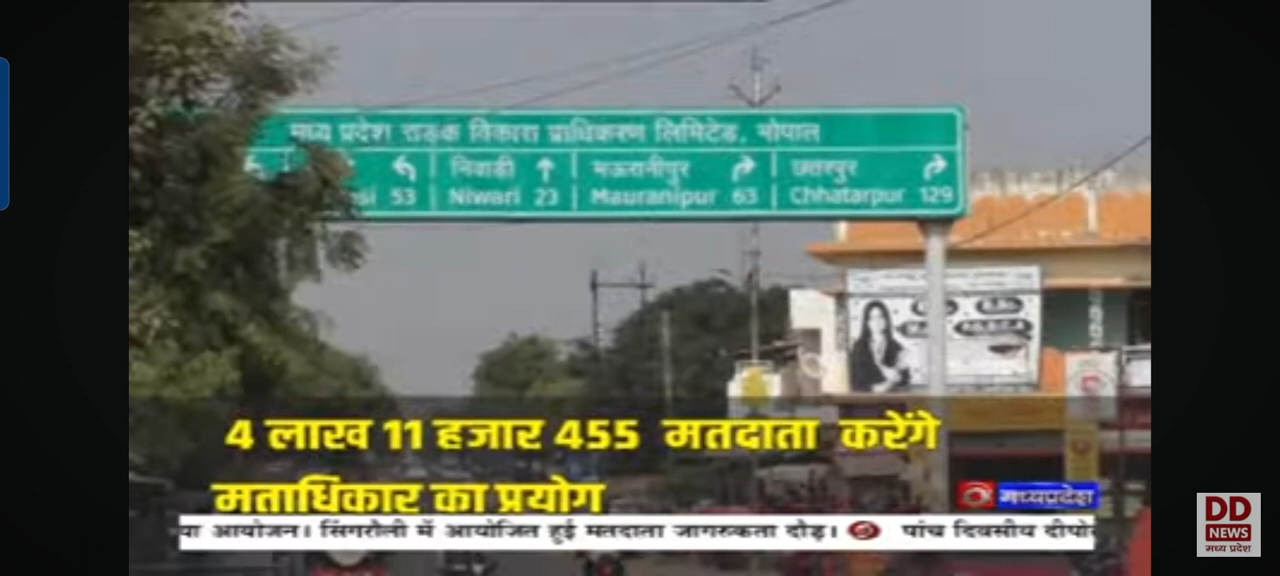 मध्य प्रदेश सड़क विकास प्राधिकरण लिमिटेड, भोपाल
निवाड़ी मऊरानीपुर छतरपुर
53 Niwari 23 Mauranipur 63 Chhatarpur 129
4 लाख 11 हजार 455 मतदाता करेंगे
मताधिकार का प्रयोग
मध्यप्रदेश
आयोजन। सिंगरौली में आयोजित हुई मतदाता जागरुकता दौड़। पांच दिवसीय
DD
NEWS
मध्य प्रदेश